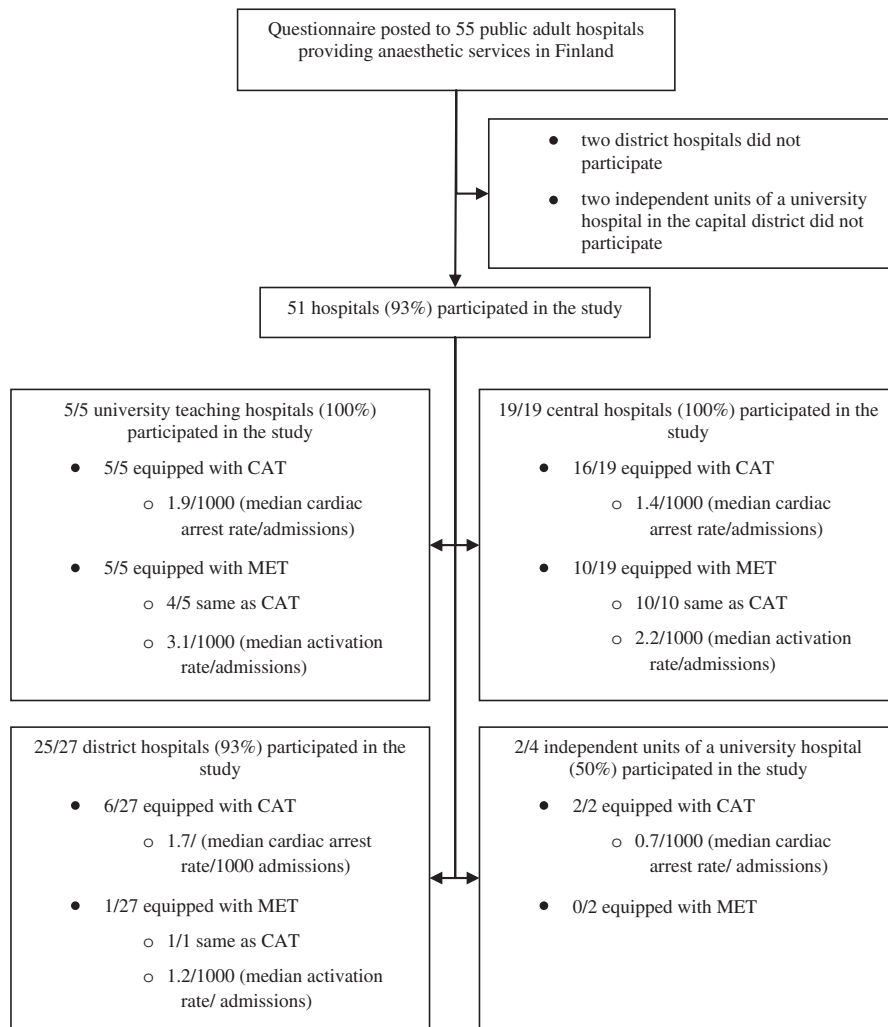 Questionnaire posted to 55 public adult hospitals
providing anaesthetic services in Finland
● two district hospitals did not
participate
● two independent units of a university
hospital in the capital district did not
participate
51 hospitals (93%) participated in the study
5/5 university teaching hospitals (100%)
participated in the study
● 5/5 equipped with CAT
o 1.9/1000 (median cardiac
arrest rate/admissions)
● 5/5 equipped with MET
o 4/5 same as CAT
o 3.1/1000 (median activation
rate/admissions)
19/19 central hospitals (100%) participated in the
study
● 16/19 equipped with CAT
o 1.4/1000 (median cardiac
arrest rate/admissions)
● 10/19 equipped with MET
o 10/10 same as CAT
o 2.2/1000 (median activation
rate/admissions)
25/27 district hospitals (93%) participated in the
study
● 6/27 equipped with CAT
o 1.7/ (median cardiac arrest
rate/1000 admissions)
● 1/27 equipped with MET
o 1/1 same as CAT
o 1.2/1000 (median activation
rate/ admissions)
2/4 independent units of a university hospital
(50%) participated in the study
● 2/2 equipped with CAT
o 0.7/1000 (median cardiac
arrest rate/ admissions)
● 0/2 equipped with MET